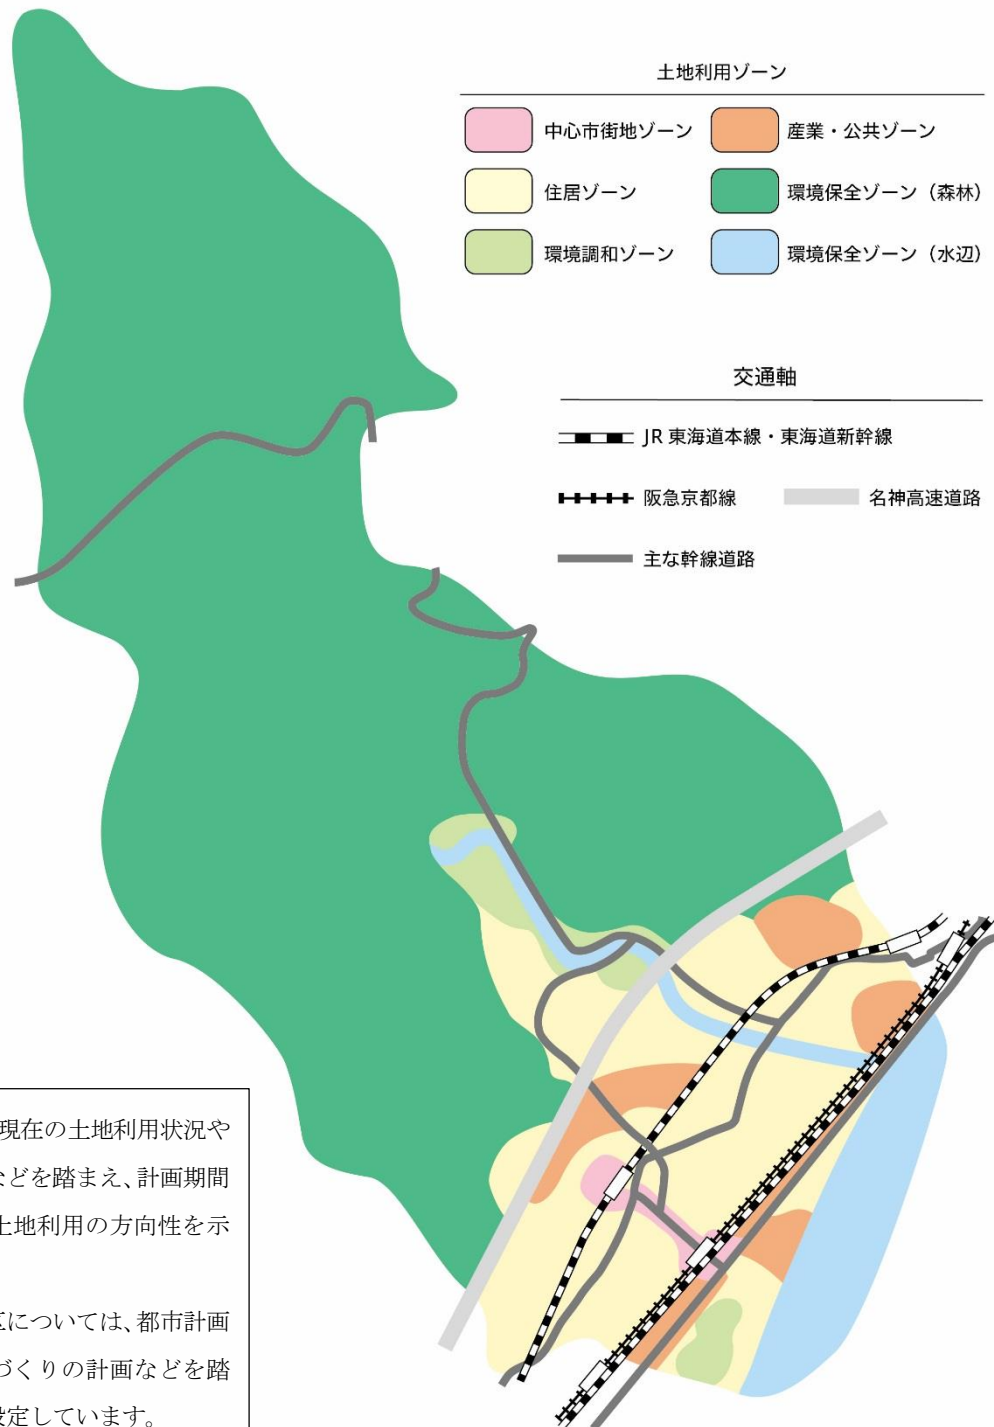 土地利用ゾーン
中心市街地ゾーン
産業・公共ゾーン
住居ゾーン
環境保全ゾーン（森林）
環境調和ゾーン
環境保全ゾーン（水辺）
交通軸
JR 東海道本線・東海道新幹線
阪急京都線
名神高速道路
主な幹線道路
現在の土地利用状況や
などを踏まえ、計画期間
土地利用の方向性を示
については、都市計画
づくりの計画などを踏
設定しています。